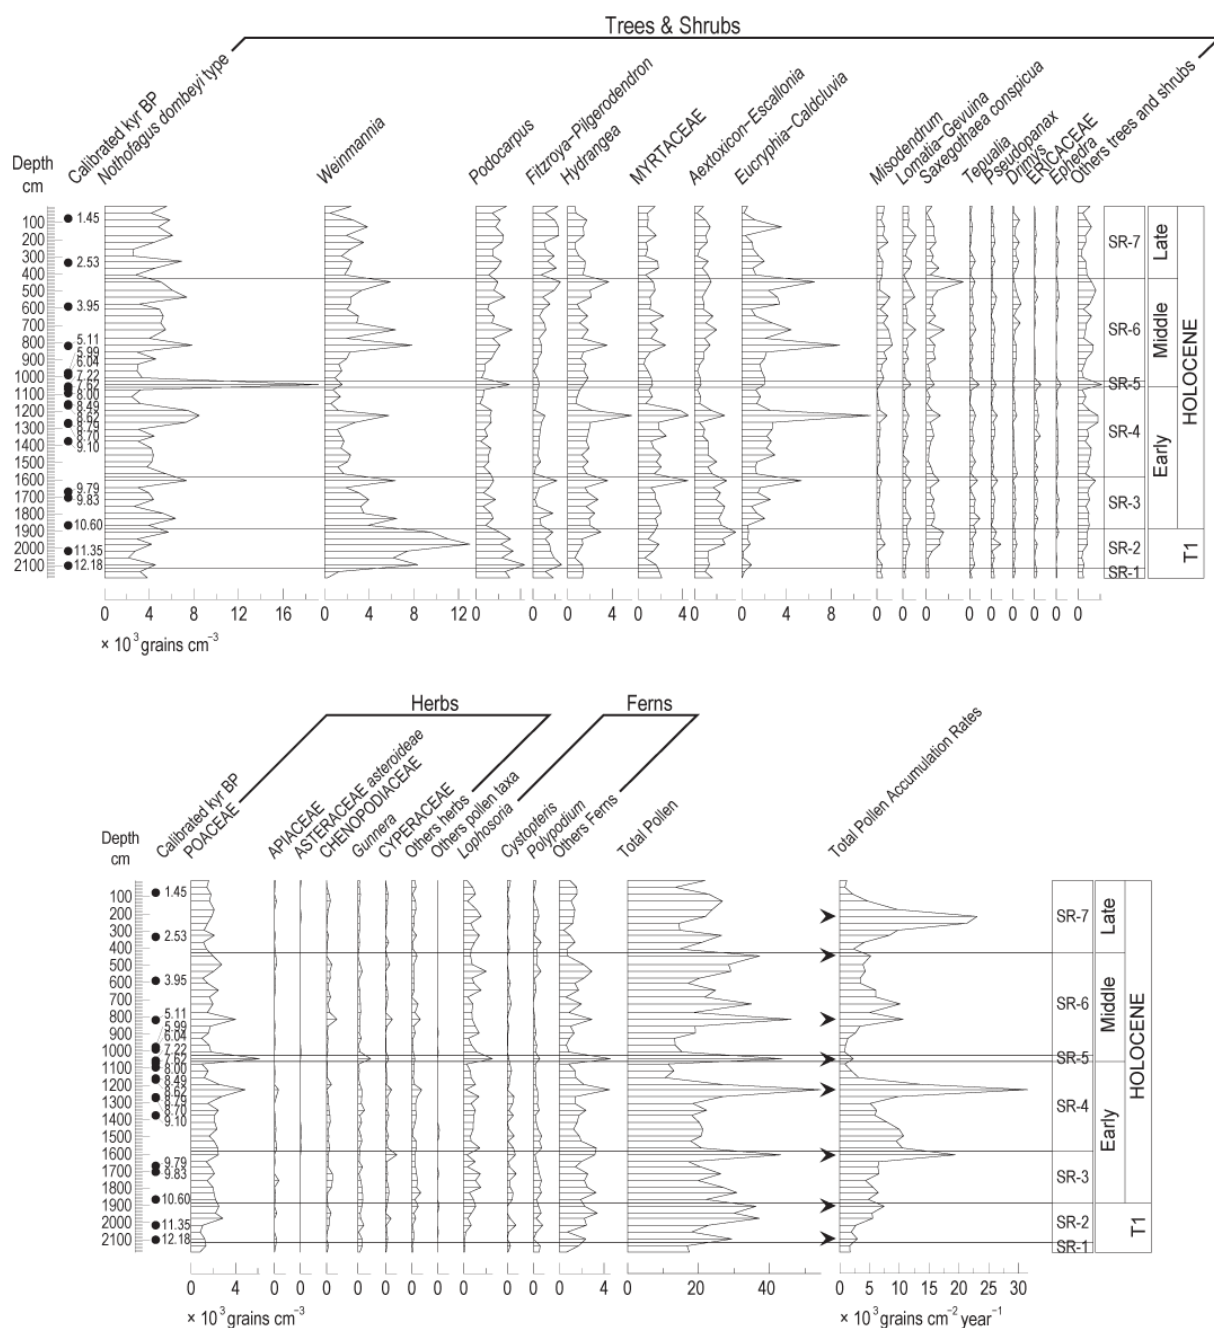 Trees & Shrubs
Depth
cm
Calibrated kyr BP
Nothofagus dombeyi type
Weinmannia
Podocarpus
Fitzroya–Pilgerodendron
Hydrangea
MYRTACEAE
Aextoxicon–Escallonia
Eucryphia–Caldcluvia
Misodendrum
Lomatia–Gevuina
Saxegothaea conspicua
Tepualia
Pseudopanax
Drimys
ERICACEAE
Ephedra
Others trees and shrubs
100
200
300
400
500
600
700
800
900
1000
1100
1200
1300
1400
1500
1600
1700
1800
1900
2000
2100
1.45
2.53
3.95
5.11
5.99
6.04
7.22
7.62
8.00
8.49
8.62
8.79
8.70
9.10
9.79
9.83
10.60
11.35
12.18
SR-7
SR-6
SR-5
SR-4
SR-3
SR-2
SR-1
Late
Middle
Early
HOLOCENE
T1
0 4 8 12 16 0 4 8 12 0 4 0 0 4 0 4 0 0 4 8 0 0 0 0 0 0 0 0 0
× 10³ grains cm⁻³
Herbs
Ferns
Depth
cm
Calibrated kyr BP
POACEAE
APIACEAE
ASTERACEAE asteroideae
CHENOPODIACEAE
Gunnera
CYPERACEAE
Others herbs
Others pollen taxa
Lophosoria
Cystopteris
Polypodium
Others Ferns
Total Pollen
Total Pollen Accumulation Rates
100
200
300
400
500
600
700
800
900
1000
1100
1200
1300
1400
1500
1600
1700
1800
1900
2000
2100
1.45
2.53
3.95
5.11
5.99
6.04
7.22
7.62
8.00
8.49
8.62
8.79
8.70
9.10
9.79
9.83
10.60
11.35
12.18
SR-7
SR-6
SR-5
SR-4
SR-3
SR-2
SR-1
Late
Middle
Early
HOLOCENE
T1
0 4 0 0 0 0 0 0 0 0 0 0 0 4 0 20 40 0 5 10 15 20 25 30
× 10³ grains cm⁻³
× 10³ grains cm⁻² year⁻¹